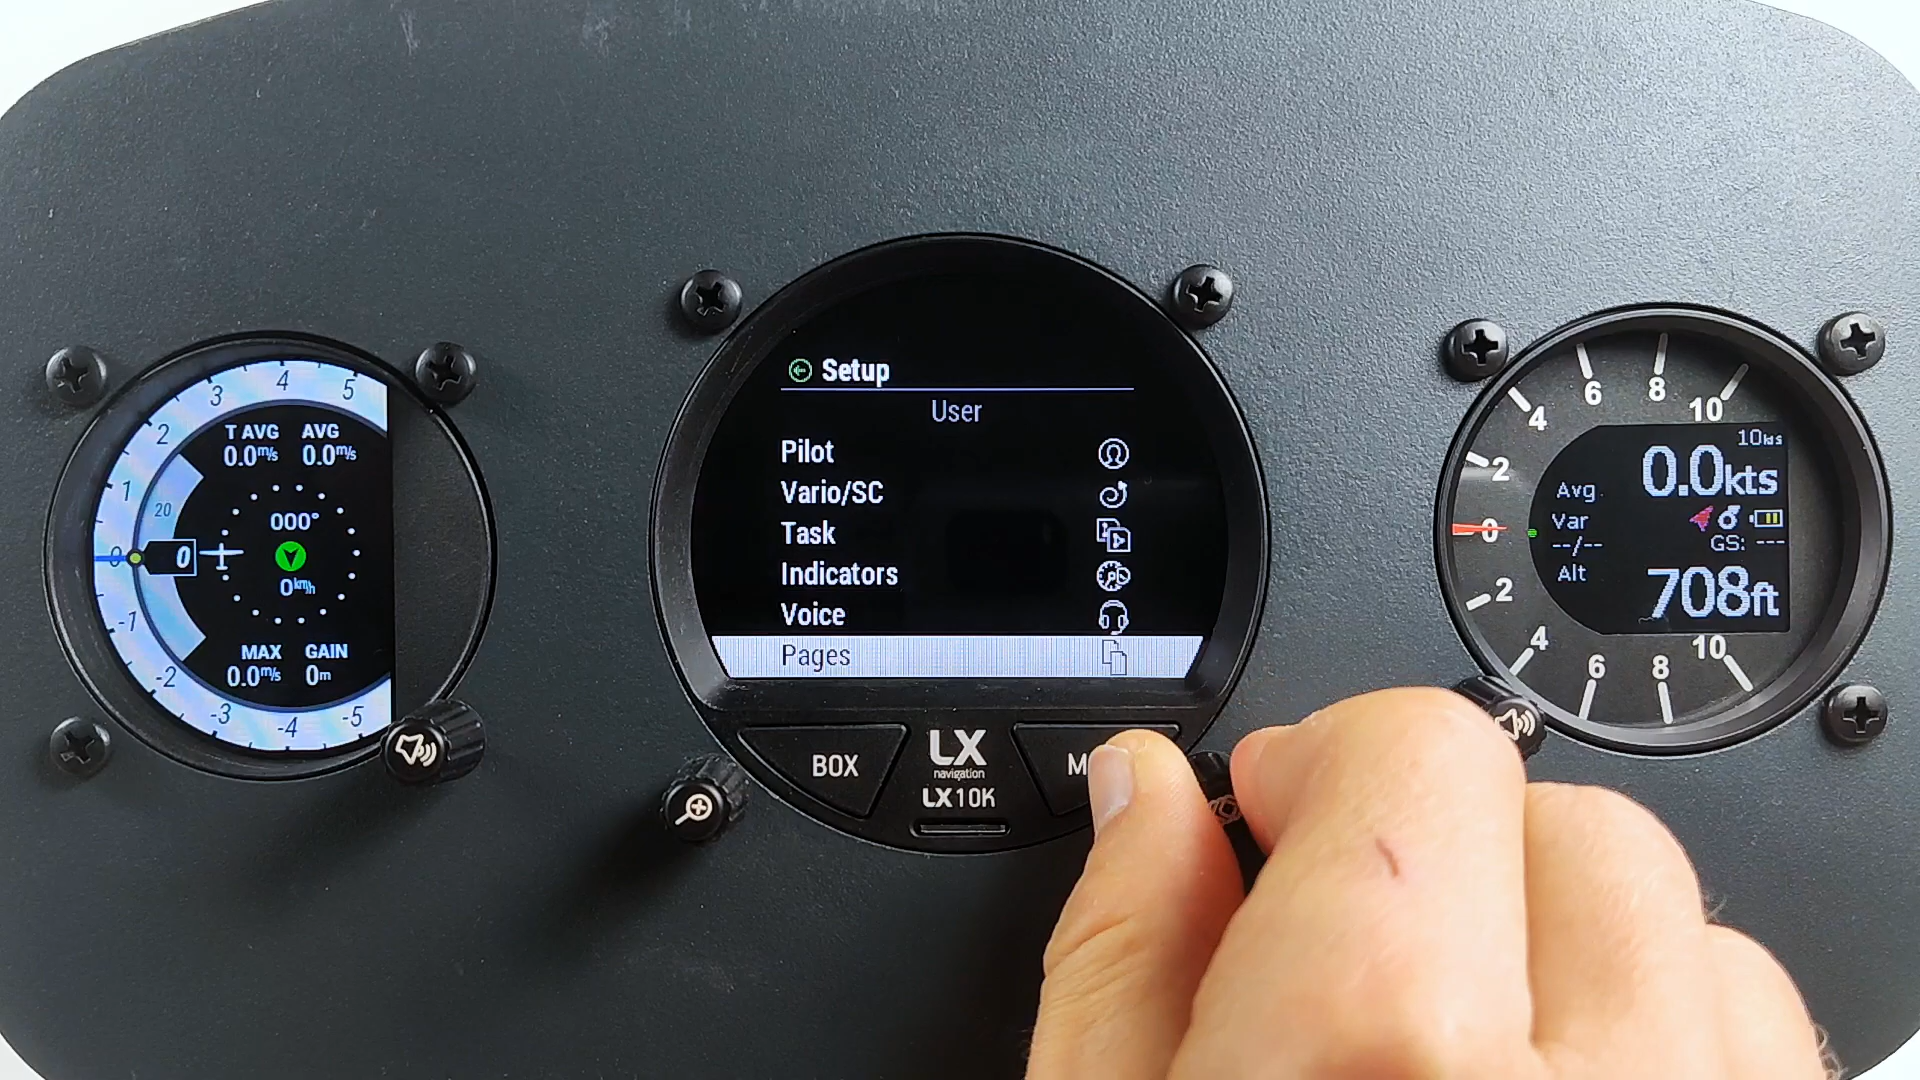 3 4 5
2
1
0
-1
-2
-3 -4 -5
T AVG AVG
0.0m/s 0.0m/s
20
000°
0
0km/h
MAX GAIN
0.0m/s 0m
Setup
User
Pilot
Vario/SC
Task
Indicators
Voice
Pages
BOX
LX
navigation
LX10K
M
4 6 8 10
2
0
2
4 6 8 10
10kts
0.0kts
Avg
Var
--/--
GS: ---
Alt
708ft